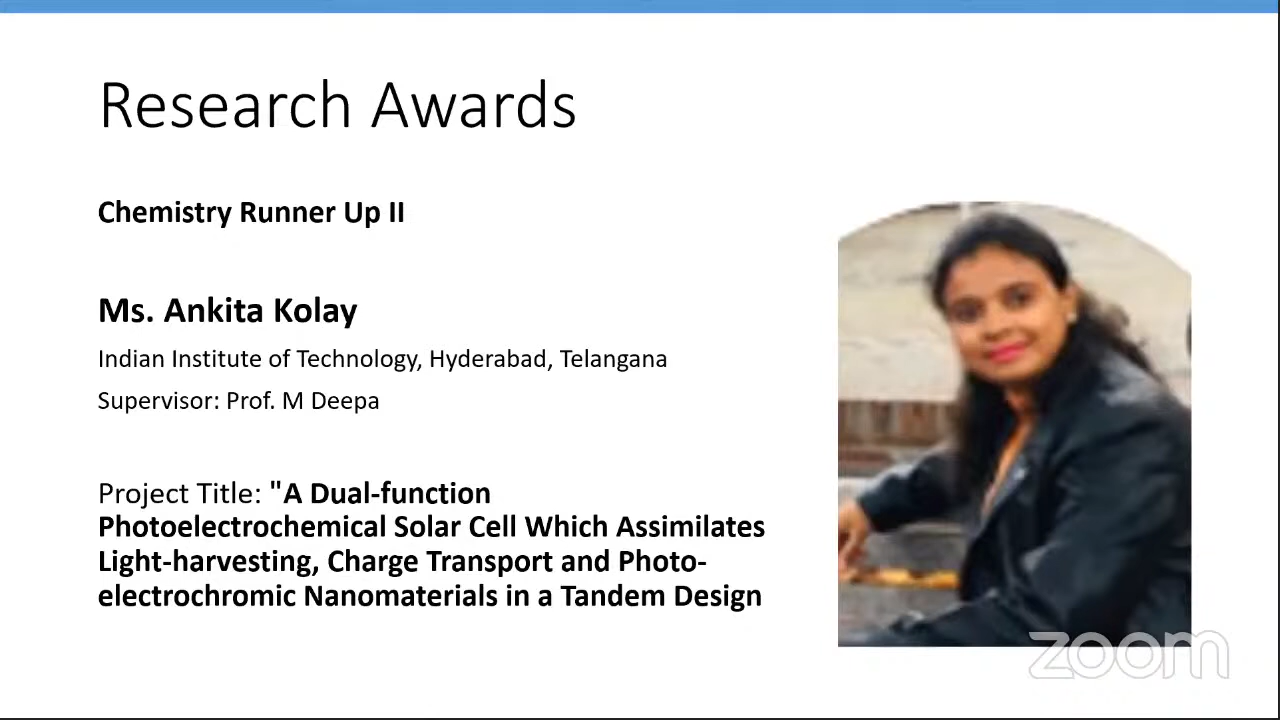 Research Awards
Chemistry Runner Up II
Ms. Ankita Kolay
Indian Institute of Technology, Hyderabad, Telangana
Supervisor: Prof. M Deepa
Project Title: "A Dual-function
Photoelectrochemical Solar Cell Which Assimilates
Light-harvesting, Charge Transport and Photo-
electrochromic Nanomaterials in a Tandem Design
zoom